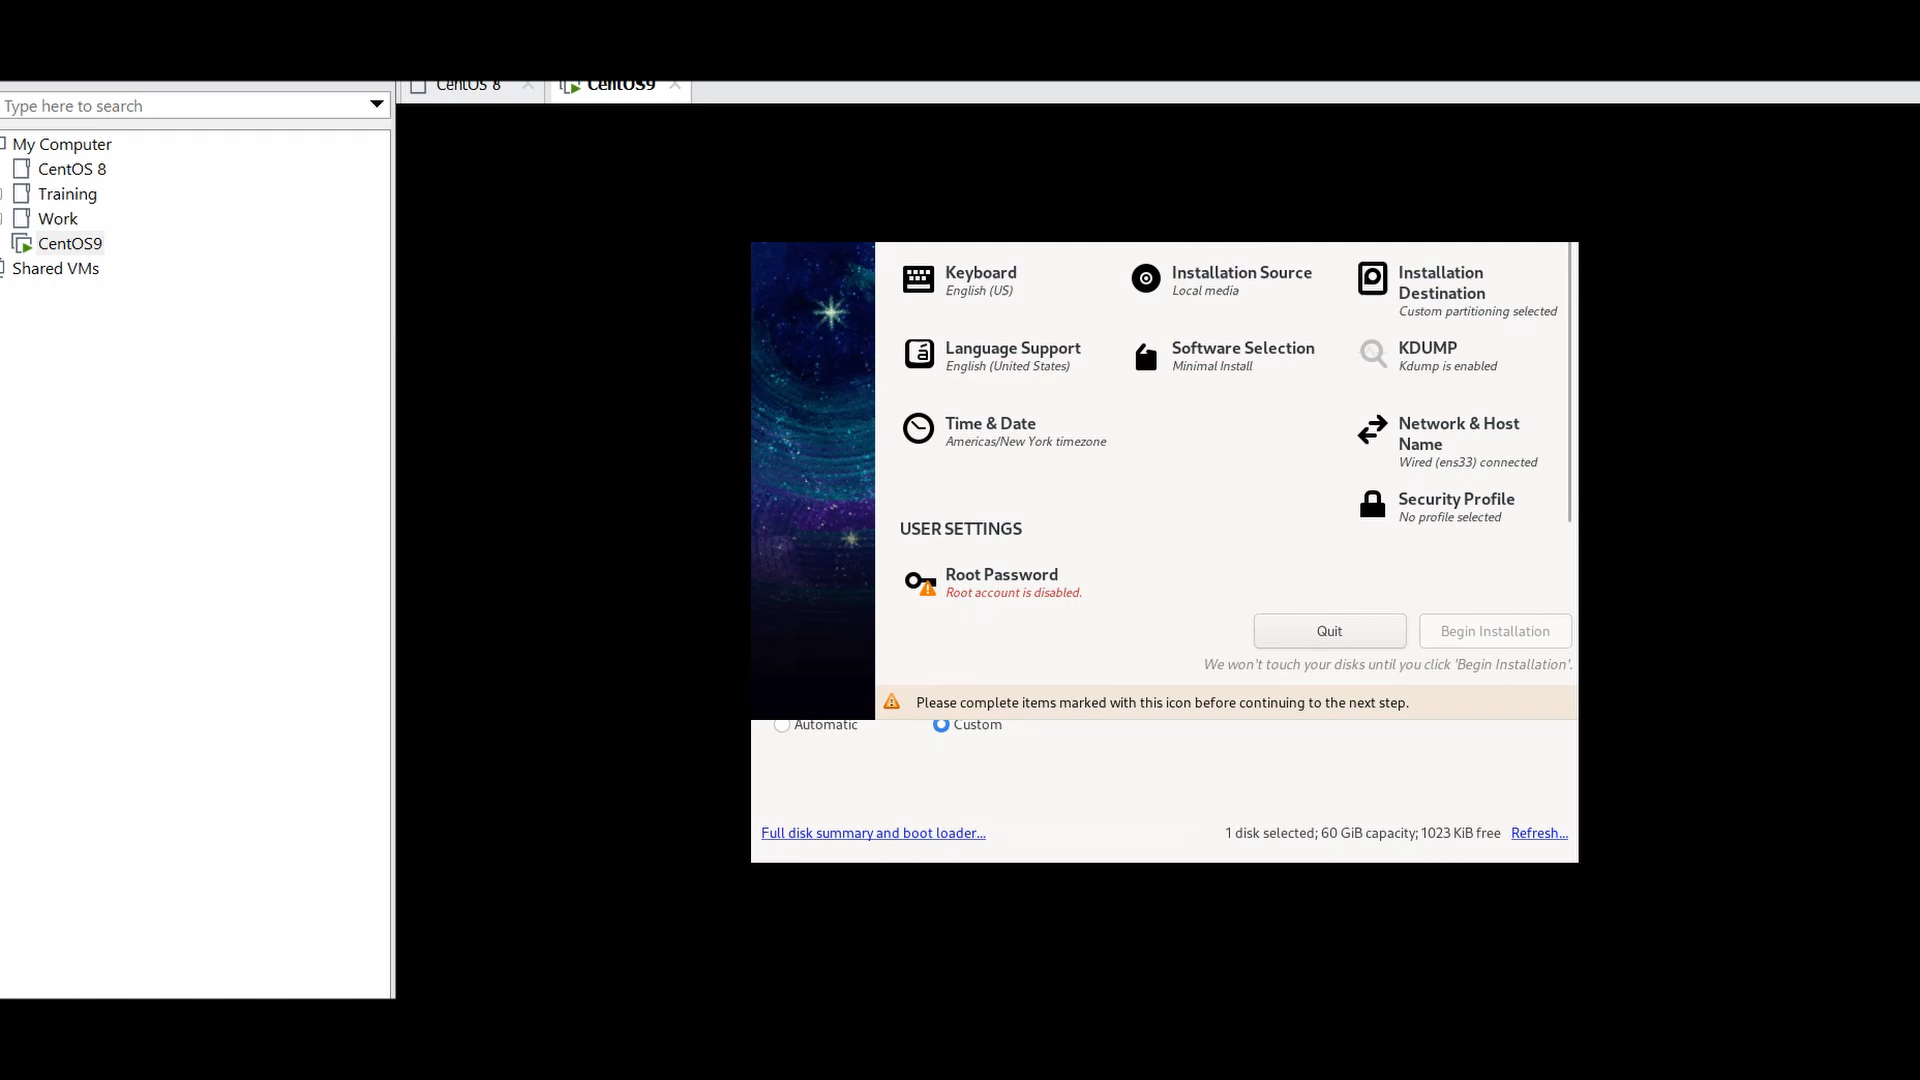 CentOS 8
CentOS9
Type here to search
My Computer
CentOS 8
Training
Work
CentOS9
Shared VMs
Keyboard
English (US)
Installation Source
Local media
Installation
Destination
Custom partitioning selected
Language Support
English (United States)
Software Selection
Minimal Install
KDUMP
Kdump is enabled
Time & Date
Americas/New York timezone
Network & Host
Name
Wired (ens33) connected
Security Profile
No profile selected
USER SETTINGS
Root Password
Root account is disabled.
Quit
Begin Installation
We won't touch your disks until you click 'Begin Installation'.
Please complete items marked with this icon before continuing to the next step.
Automatic
Custom
Full disk summary and boot loader...
1 disk selected; 60 GiB capacity; 1023 KiB free
Refresh...